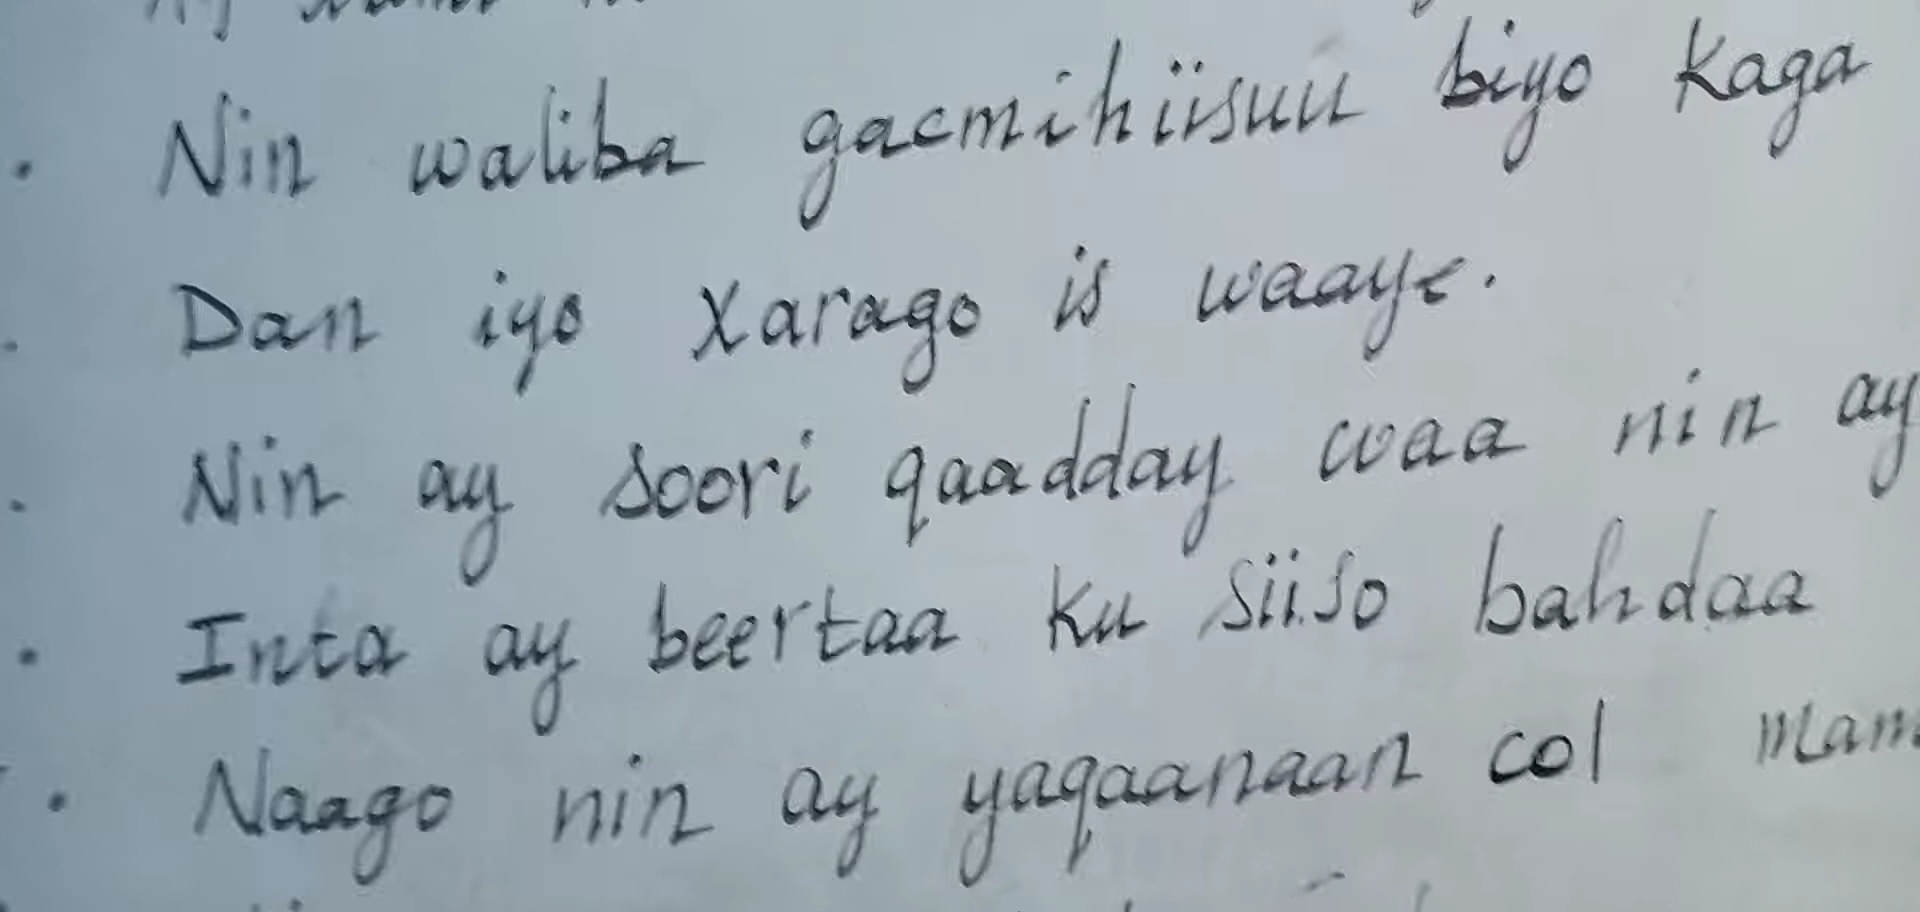 Nin waliba gacmihiisuu biyo kaga
Dan iyo xarago is waaye.
Nin ay soori qaadday waa nin ay
Inta ay beertaa ku siiso bahdaa
Naago nin ay yaqaanaan col